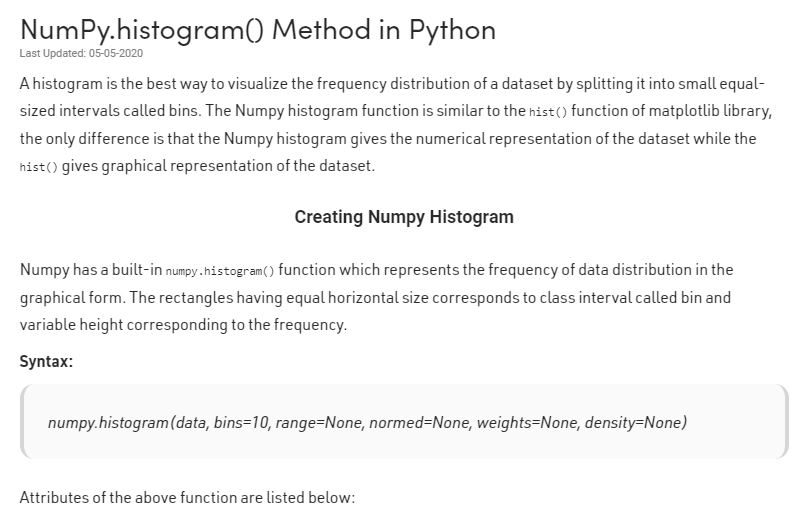 NumPy.histogram() Method in Python
Last Updated: 05-05-2020
A histogram is the best way to visualize the frequency distribution of a dataset by splitting it into small equal-
sized intervals called bins. The Numpy histogram function is similar to the hist() function of matplotlib library,
the only difference is that the Numpy histogram gives the numerical representation of the dataset while the
hist() gives graphical representation of the dataset.
Creating Numpy Histogram
Numpy has a built-in numpy.histogram() function which represents the frequency of data distribution in the
graphical form. The rectangles having equal horizontal size corresponds to class interval called bin and
variable height corresponding to the frequency.
Syntax:
numpy.histogram(data, bins=10, range=None, normed=None, weights=None, density=None)
Attributes of the above function are listed below: